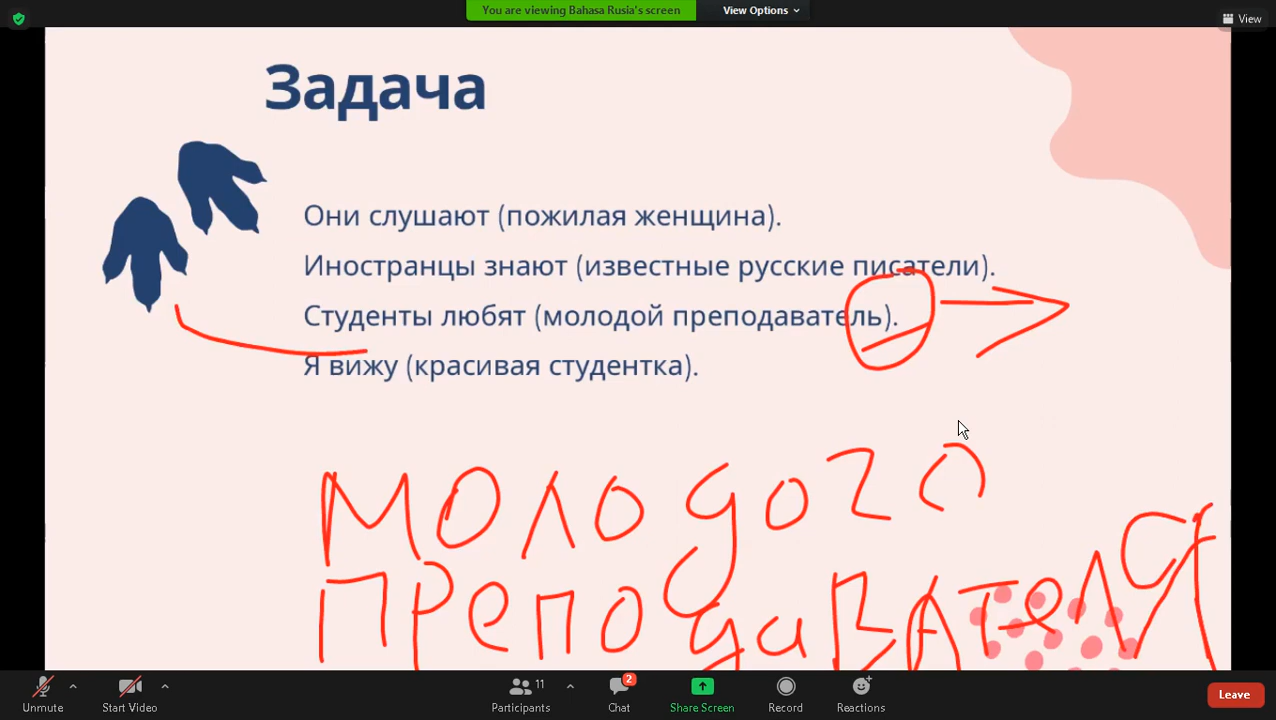 You are viewing Bahasa Rusia's screen
View Options
View
Задача
Они слушают (пожилая женщина).
Иностранцы знают (известные русские писатели).
Студенты любят (молодой преподаватель).
Я вижу (красивая студентка).
молодого
преподавателя
Unmute
Start Video
Participants
11
Chat
2
Share Screen
Record
Reactions
Leave